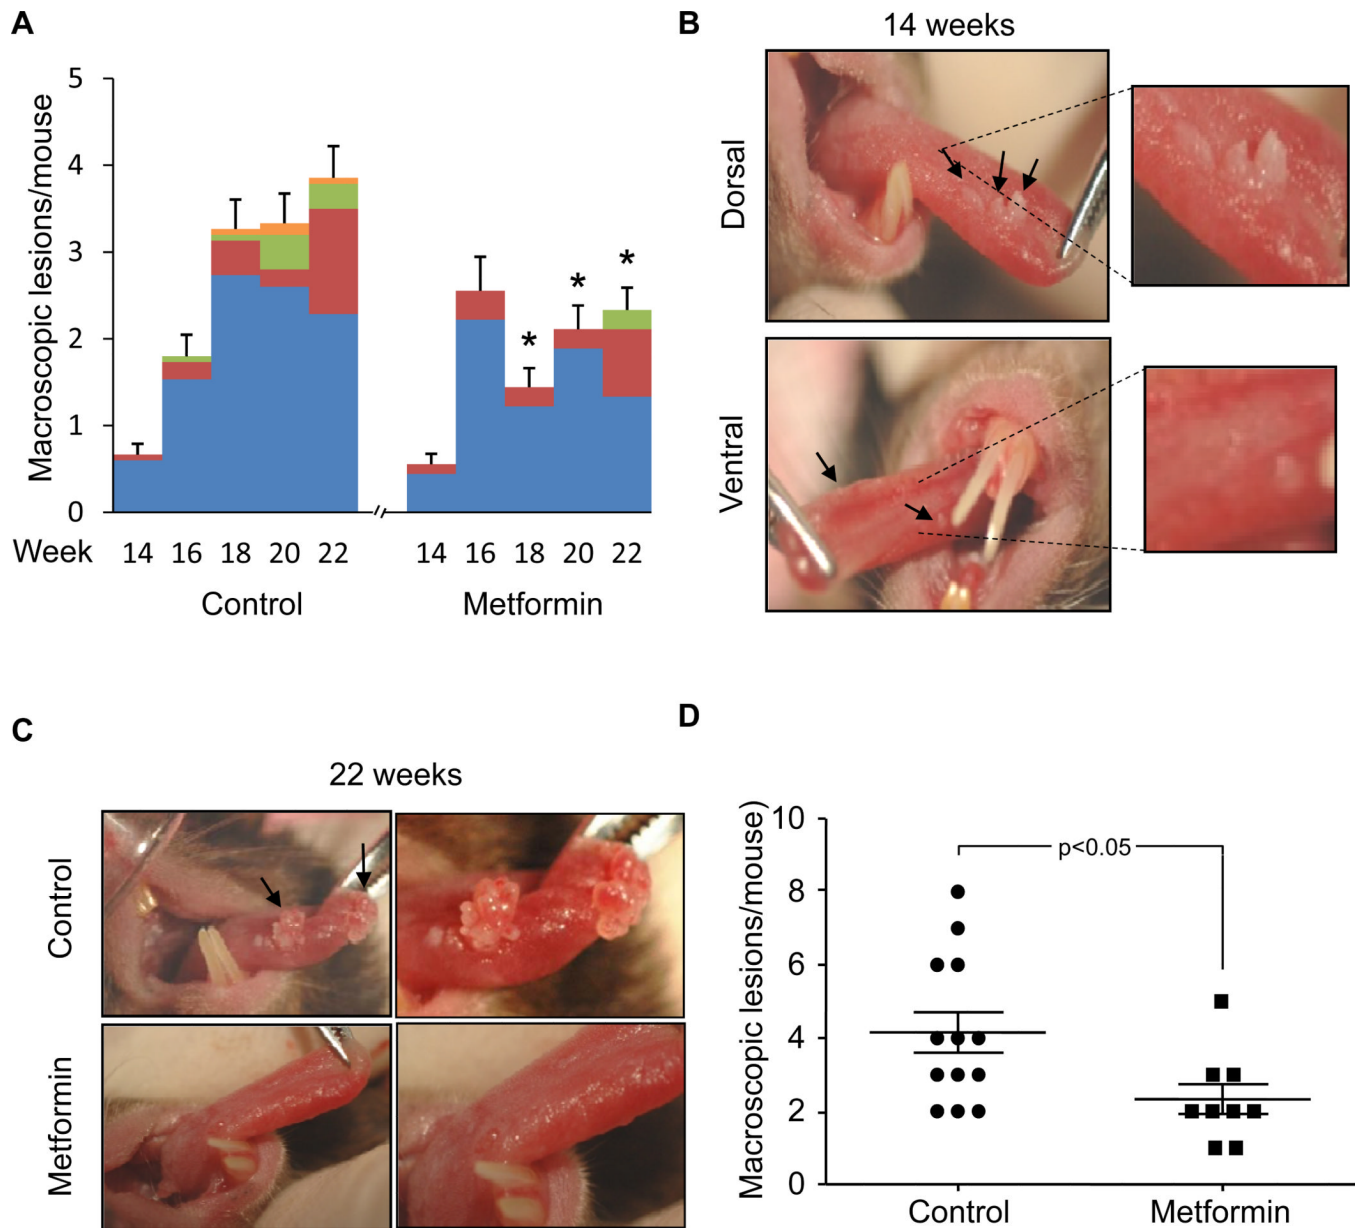 A
Macroscopic lesions/mouse
5
4
3
2
1
0
* * *
Week 14 16 18 20 22 14 16 18 20 22
Control Metformin
B
14 weeks
Dorsal
Ventral
C
22 weeks
Control
Metformin
D
Macroscopic lesions/mouse)
10
8
6
4
2
0
p<0.05
Control Metformin